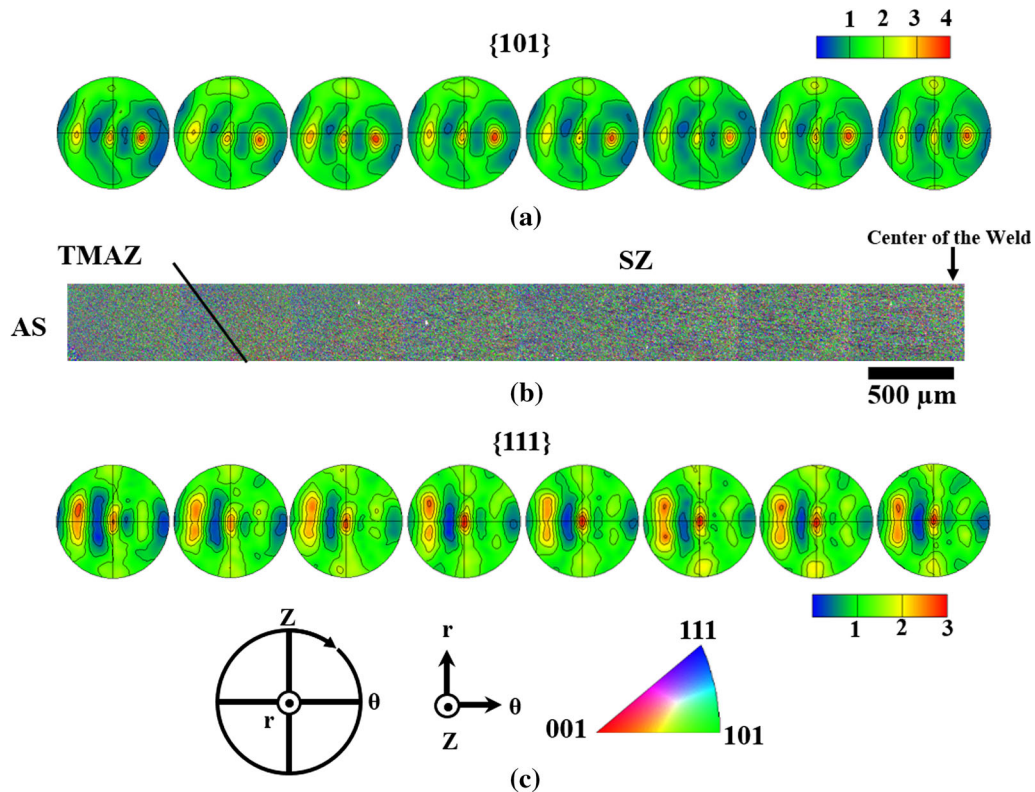 1 2 3 4
{101}
(a)
Center of the Weld
TMAZ
SZ
AS
(b)
500 μm
{111}
1 2 3
Z
θ
r
r
θ
Z
111
001
101
(c)